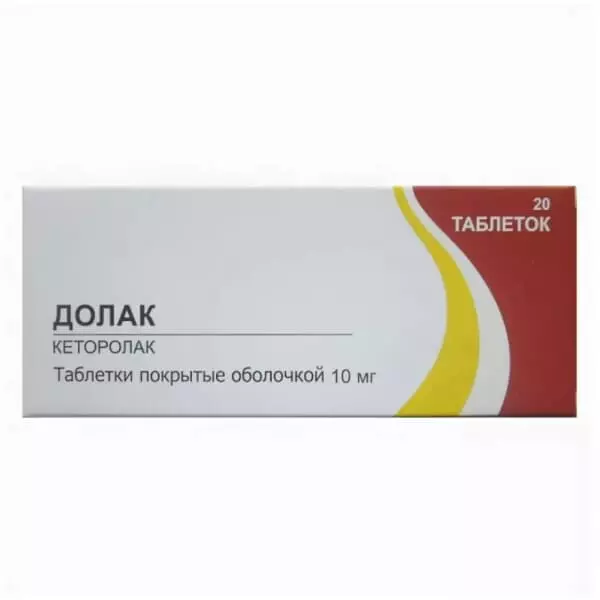 20
ТАБЛЕТОК
ДОЛАК
КЕТОРОЛАК
Таблетки покрытые оболочкой 10 мг